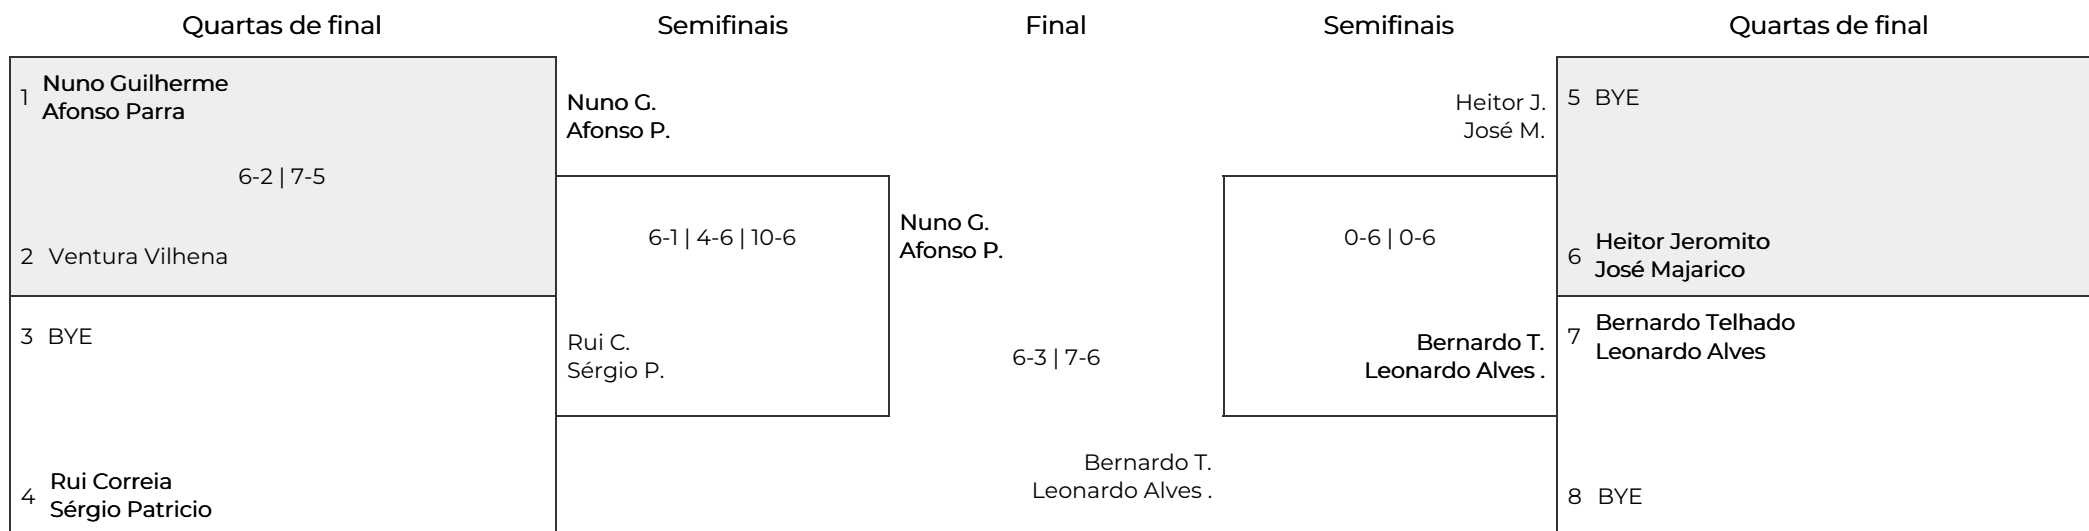 Quartas de final
Semifinais
Final
Semifinais
Quartas de final
1 Nuno Guilherme
Afonso Parra
6-2 | 7-5
2 Ventura Vilhena
3 BYE
4 Rui Correia
Sérgio Patricio
Nuno G.
Afonso P.
6-1 | 4-6 | 10-6
Rui C.
Sérgio P.
Nuno G.
Afonso P.
6-3 | 7-6
Bernardo T.
Leonardo Alves .
Heitor J.
José M.
0-6 | 0-6
Bernardo T.
Leonardo Alves .
5 BYE
6 Heitor Jeromito
José Majarico
7 Bernardo Telhado
Leonardo Alves
8 BYE